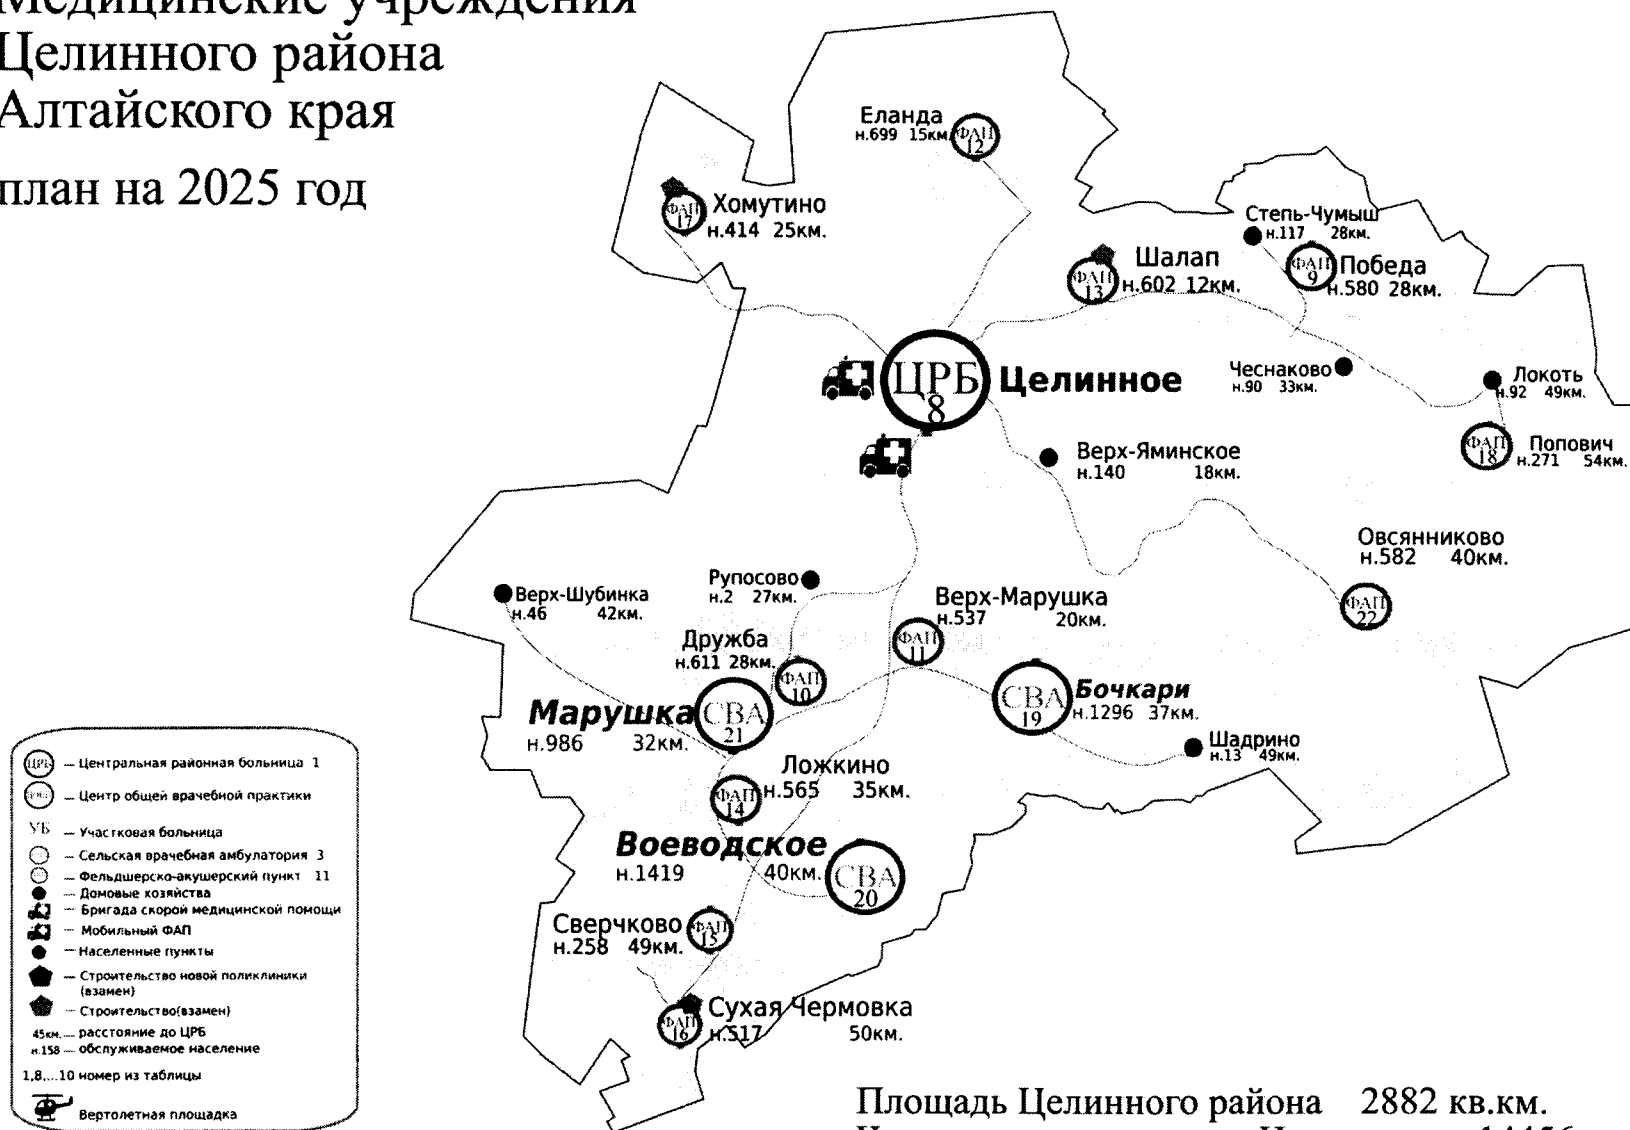 Медицинские учреждения
Целинного района
Алтайского края
план на 2025 год
Еланда
н.699 15км.
ФАП
12
ФАП
17
Хомутино
н.414 25км.
Степь-Чумыш
н.117 28км.
ФАП
13
Шалап
н.602 12км.
ФАП
9
Победа
н.580 28км.
ЦРБ
8
Целинное
Чеснаково
н.90 33км.
Локоть
н.92 49км.
ФАП
18
Попович
н.271 54км.
Верх-Яминское
н.140 18км.
Овсянниково
н.582 40км.
ФАП
22
Верх-Шубинка
н.46 42км.
Рупосово
н.2 27км.
Верх-Марушка
н.537 20км.
ФАП
11
Дружба
н.611 28км.
ФАП
10
Марушка
н.986 32км.
СВА
21
СВА
19
Бочкари
н.1296 37км.
Шадрино
н.13 49км.
Ложкино
н.565 35км.
ФАП
14
Воеводское
н.1419 40км.
СВА
20
Сверчково
н.258 49км.
ФАП
15
Сухая Чермовка
н.517 50км.
ФАП
16
ЦРБ — Центральная районная больница 1
— Центр общей врачебной практики
УБ — Участковая больница
— Сельская врачебная амбулатория 3
— Фельдшерско-акушерский пункт 11
— Домовые хозяйства
— Бригада скорой медицинской помощи
— Мобильный ФАП
— Населенные пункты
— Строительство новой поликлиники
(взамен)
— Строительство(взамен)
45км. — расстояние до ЦРБ
н.158 — обслуживаемое население
1,8,...10 номер из таблицы
Вертолетная площадка
Площадь Целинного района 2882 кв.км.